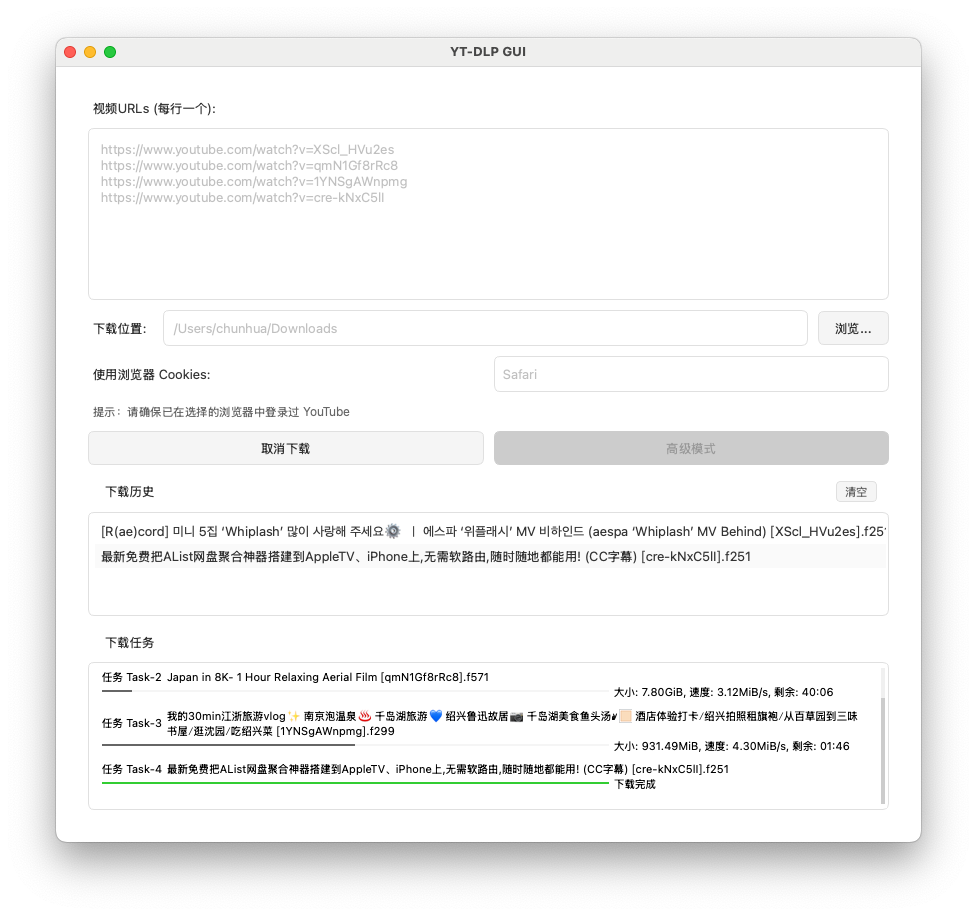 YT-DLP GUI
视频URLs (每行一个):
https://www.youtube.com/watch?v=XScl_HVu2es
https://www.youtube.com/watch?v=qmN1Gf8rRc8
https://www.youtube.com/watch?v=1YNSgAWnpmg
https://www.youtube.com/watch?v=cre-kNxC5lI
下载位置: /Users/chunhua/Downloads 浏览...
使用浏览器 Cookies: Safari
提示：请确保已在选择的浏览器中登录过 YouTube
取消下载 高级模式
下载历史 清空
[R(ae)cord] 미니 5집 ‘Whiplash’ 많이 사랑해 주세요⚙️ ㅣ 에스파 ‘위플래시’ MV 비하인드 (aespa ‘Whiplash’ MV Behind) [XScl_HVu2es].f251
最新免费把AList网盘聚合神器搭建到AppleTV、iPhone上,无需软路由,随时随地都能用! (CC字幕) [cre-kNxC5lI].f251
下载任务
任务 Task-2 Japan in 8K- 1 Hour Relaxing Aerial Film [qmN1Gf8rRc8].f571
大小: 7.80GiB, 速度: 3.12MiB/s, 剩余: 40:06
任务 Task-3 我的30min江浙旅游vlog✨ 南京泡温泉♨️ 千岛湖旅游💙 绍兴鲁迅故居📷 千岛湖美食鱼头汤 酒店体验打卡/绍兴拍照租旗袍/从百草园到三味
书屋/逛沈园/吃绍兴菜 [1YNSgAWnpmg].f299
大小: 931.49MiB, 速度: 4.30MiB/s, 剩余: 01:46
任务 Task-4 最新免费把AList网盘聚合神器搭建到AppleTV、iPhone上,无需软路由,随时随地都能用! (CC字幕) [cre-kNxC5lI].f251
下载完成